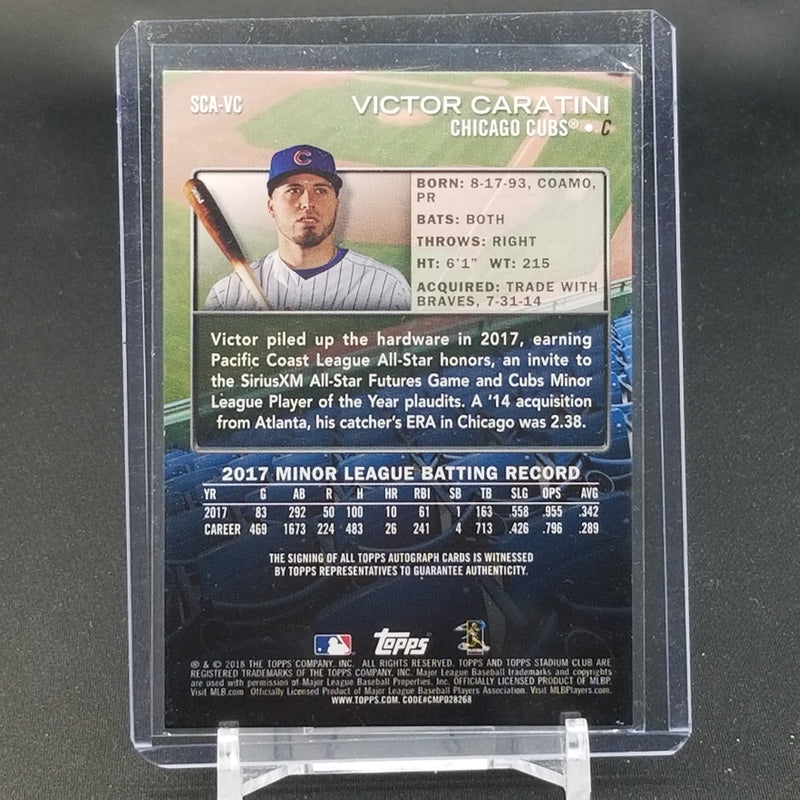 SCA-VC
VICTOR CARATINI
CHICAGO CUBS® • C
C
BORN: 8-17-93, COAMO,
PR
BATS: BOTH
THROWS: RIGHT
HT: 6'1" WT: 215
ACQUIRED: TRADE WITH
BRAVES, 7-31-14
Victor piled up the hardware in 2017, earning
Pacific Coast League All-Star honors, an invite to
the SiriusXM All-Star Futures Game and Cubs Minor
League Player of the Year plaudits. A '14 acquisition
from Atlanta, his catcher's ERA in Chicago was 2.38.
2017 MINOR LEAGUE BATTING RECORD
YR G AB R H HR RBI SB TB SLG OPS AVG
2017 83 292 50 100 10 61 1 163 .558 .955 .342
CAREER 469 1673 224 483 26 241 4 713 .426 .796 .289
THE SIGNING OF ALL TOPPS AUTOGRAPH CARDS IS WITNESSED
BY TOPPS REPRESENTATIVES TO GUARANTEE AUTHENTICITY.
Topps
® & © 2018 THE TOPPS COMPANY, INC. ALL RIGHTS RESERVED. TOPPS AND TOPPS STADIUM CLUB ARE
REGISTERED TRADEMARKS OF THE TOPPS COMPANY, INC. Major League Baseball trademarks and copyrights
are used with permission of Major League Baseball Properties, Inc. OFFICIALLY LICENSED PRODUCT OF MLBP.
Visit MLB.com Officially Licensed Product of Major League Baseball Players Association. Visit MLBPlayers.com.
WWW.TOPPS.COM. CODE#CMP028268